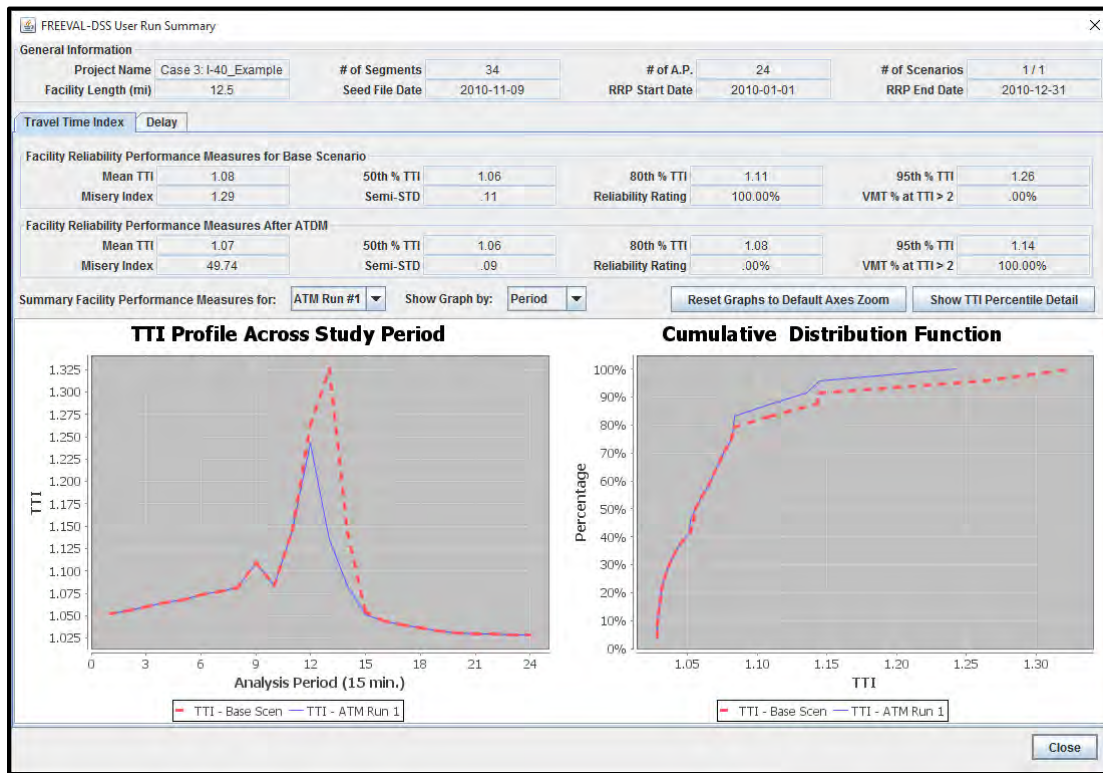 FREEVAL-DSS User Run Summary
General Information
Project Name Case 3: I-40_Example # of Segments 34 # of A.P. 24 # of Scenarios 1 / 1
Facility Length (mi) 12.5 Seed File Date 2010-11-09 RRP Start Date 2010-01-01 RRP End Date 2010-12-31
Travel Time Index Delay
Facility Reliability Performance Measures for Base Scenario
Mean TTI 1.08 50th % TTI 1.06 80th % TTI 1.11 95th % TTI 1.26
Misery Index 1.29 Semi-STD .11 Reliability Rating 100.00% VMT % at TTI > 2 .00%
Facility Reliability Performance Measures After ATDM
Mean TTI 1.07 50th % TTI 1.06 80th % TTI 1.08 95th % TTI 1.14
Misery Index 49.74 Semi-STD .09 Reliability Rating .00% VMT % at TTI > 2 100.00%
Summary Facility Performance Measures for: ATM Run #1 Show Graph by: Period Reset Graphs to Default Axes Zoom Show TTI Percentile Detail
TTI Profile Across Study Period
1.325
1.300
1.275
1.250
1.225
1.200
1.175
1.150
1.125
1.100
1.075
1.050
1.025
TTI
0 3 6 9 12 15 18 21 24
Analysis Period (15 min.)
TTI - Base Scen TTI - ATM Run 1
Cumulative Distribution Function
100%
90%
80%
70%
60%
50%
40%
30%
20%
10%
0%
Percentage
1.05 1.10 1.15 1.20 1.25 1.30
TTI
TTI - Base Scen TTI - ATM Run 1
Close